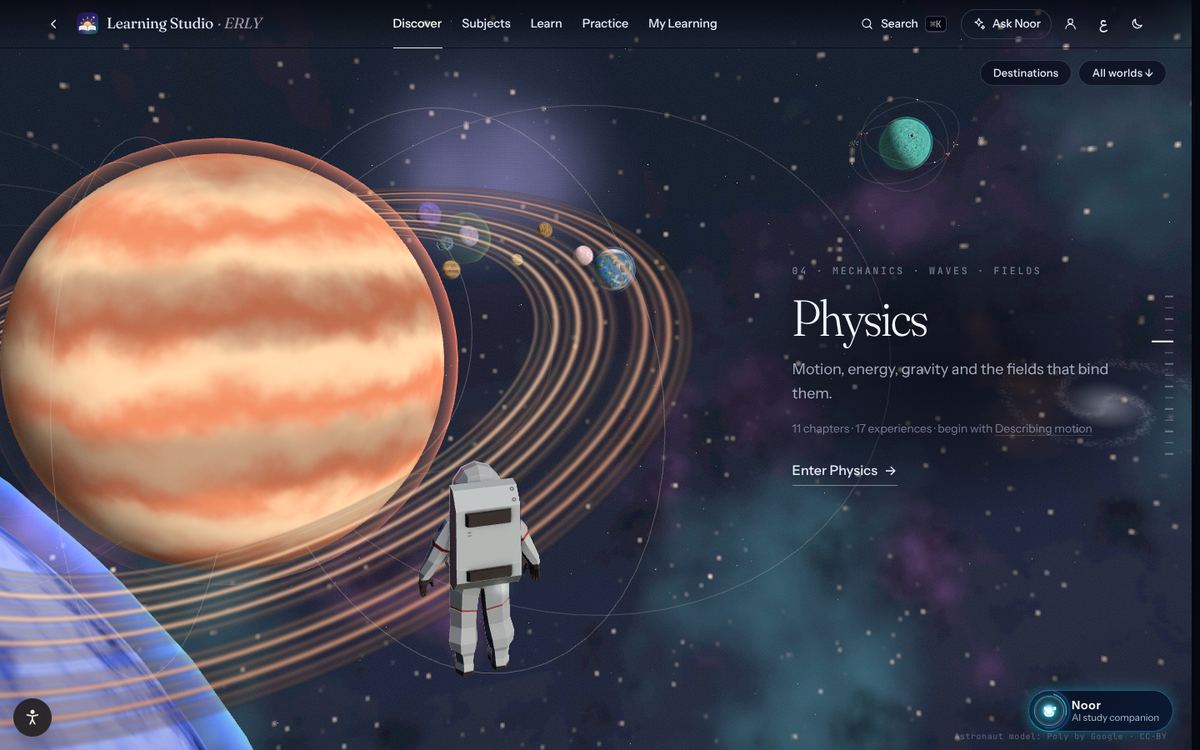 Learning Studio · ERLY
Discover Subjects Learn Practice My Learning
Search ⌘K Ask Noor ع
Destinations All worlds ↓
04 · MECHANICS · WAVES · FIELDS
Physics
Motion, energy, gravity and the fields that bind
them.
11 chapters · 17 experiences · begin with Describing motion
Enter Physics →
Noor
AI study companion
Astronaut model: Poly by Google · CC-BY